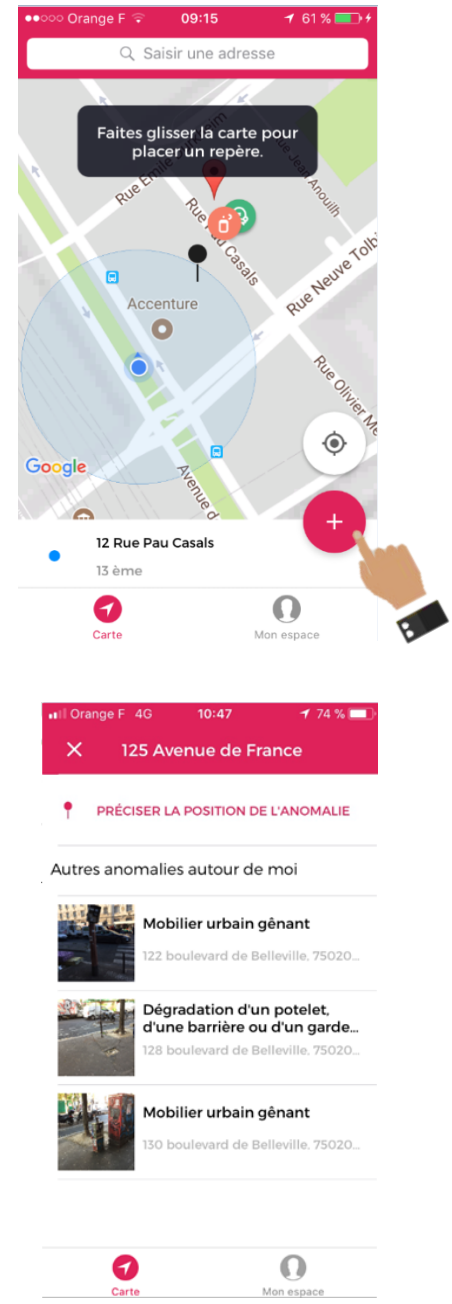 Orange F 09:15 61 %
Saisir une adresse
Faites glisser la carte pour
placer un repère.
Rue Jean Anouilh
Rue Pau Casals
Rue Neuve Tolb
Accenture
Rue Olivier Me
Google
Avenue d
12 Rue Pau Casals
13 ème
+
Carte
Mon espace
Orange F 4G 10:47 74 %
125 Avenue de France
PRÉCISER LA POSITION DE L'ANOMALIE
Autres anomalies autour de moi
Mobilier urbain gênant
122 boulevard de Belleville, 75020...
Dégradation d'un potelet,
d'une barrière ou d'un garde...
128 boulevard de Belleville, 75020...
Mobilier urbain gênant
130 boulevard de Belleville, 75020...
Carte
Mon espace